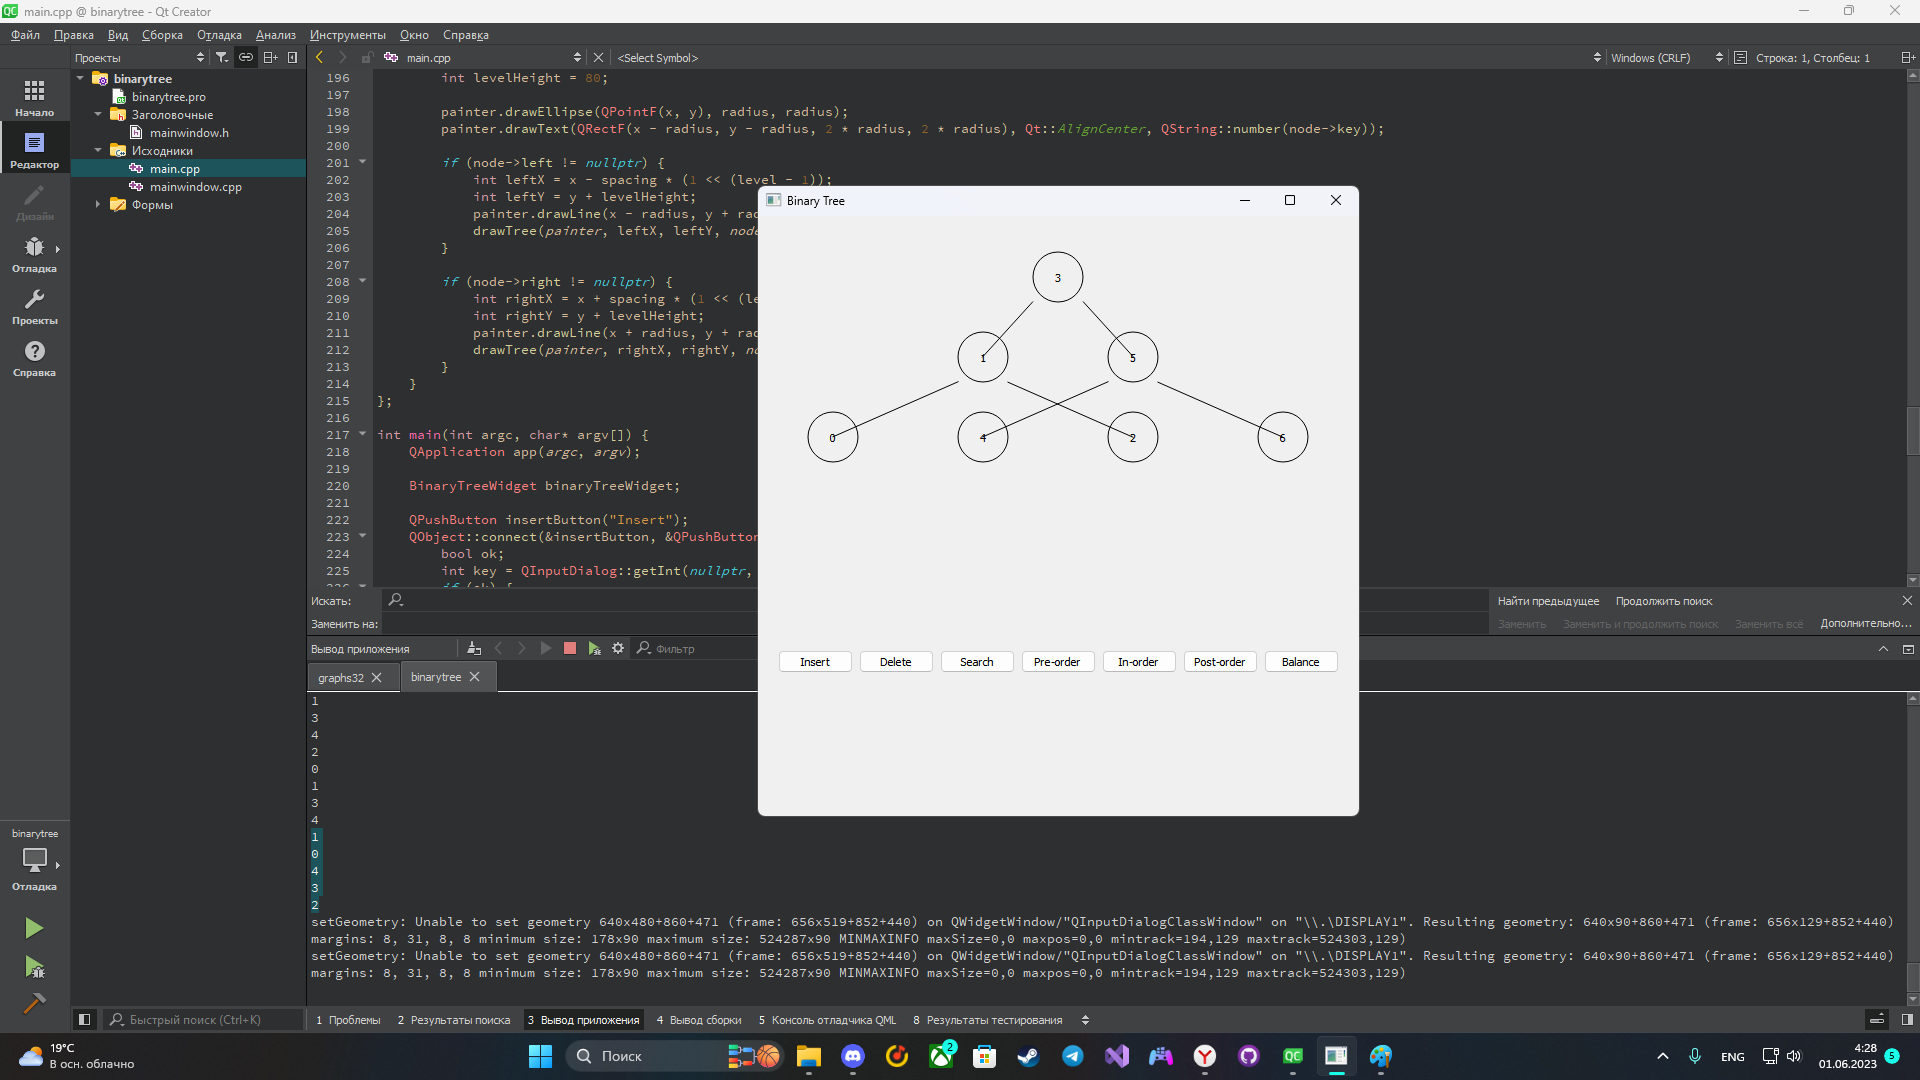 main.cpp @ binarytree - Qt Creator
Файл Правка Вид Сборка Отладка Анализ Инструменты Окно Справка
Проекты
main.cpp
<Select Symbol>
Windows (CRLF)
Строка: 1, Столбец: 1
Начало
Редактор
Дизайн
Отладка
Проекты
Справка
binarytree
binarytree.pro
Заголовочные
mainwindow.h
Исходники
main.cpp
mainwindow.cpp
Формы
196 int levelHeight = 80;
197
198 painter.drawEllipse(QPointF(x, y), radius, radius);
199 painter.drawText(QRectF(x - radius, y - radius, 2 * radius, 2 * radius), Qt::AlignCenter, QString::number(node->key));
200
201 if (node->left != nullptr) {
202 int leftX = x - spacing * (1 << (level - 1));
203 int leftY = y + levelHeight;
204 painter.drawLine(x - radius, y + rad
205 drawTree(painter, leftX, leftY, node
206 }
207
208 if (node->right != nullptr) {
209 int rightX = x + spacing * (1 << (le
210 int rightY = y + levelHeight;
211 painter.drawLine(x + radius, y + rad
212 drawTree(painter, rightX, rightY, no
213 }
214 }
215 };
216
217 int main(int argc, char* argv[]) {
218 QApplication app(argc, argv);
219
220 BinaryTreeWidget binaryTreeWidget;
221
222 QPushButton insertButton("Insert");
223 QObject::connect(&insertButton, &QPushButton
224 bool ok;
225 int key = QInputDialog::getInt(nullptr,
226 if (ok) {
Binary Tree
3
1 5
0 4 2 6
Insert Delete Search Pre-order In-order Post-order Balance
Искать:
Найти предыдущее Продолжить поиск
Заменить на:
Заменить Заменить и продолжить поиск Заменить всё Дополнительно...
Вывод приложения
Фильтр
graphs32
binarytree
1
3
4
2
0
1
3
4
1
0
4
3
2
setGeometry: Unable to set geometry 640x480+860+471 (frame: 656x519+852+440) on QWidgetWindow/"QInputDialogClassWindow" on "\\.\DISPLAY1". Resulting geometry: 640x90+860+471 (frame: 656x129+852+440)
margins: 8, 31, 8, 8 minimum size: 178x90 maximum size: 524287x90 MINMAXINFO maxSize=0,0 maxpos=0,0 mintrack=194,129 maxtrack=524303,129)
setGeometry: Unable to set geometry 640x480+860+471 (frame: 656x519+852+440) on QWidgetWindow/"QInputDialogClassWindow" on "\\.\DISPLAY1". Resulting geometry: 640x90+860+471 (frame: 656x129+852+440)
margins: 8, 31, 8, 8 minimum size: 178x90 maximum size: 524287x90 MINMAXINFO maxSize=0,0 maxpos=0,0 mintrack=194,129 maxtrack=524303,129)
binarytree
Отладка
Быстрый поиск (Ctrl+K)
1 Проблемы 2 Результаты поиска 3 Вывод приложения 4 Вывод сборки 5 Консоль отладчика QML 8 Результаты тестирования
19°C
В осн. облачно
Поиск
2
ENG
4:28
01.06.2023
5